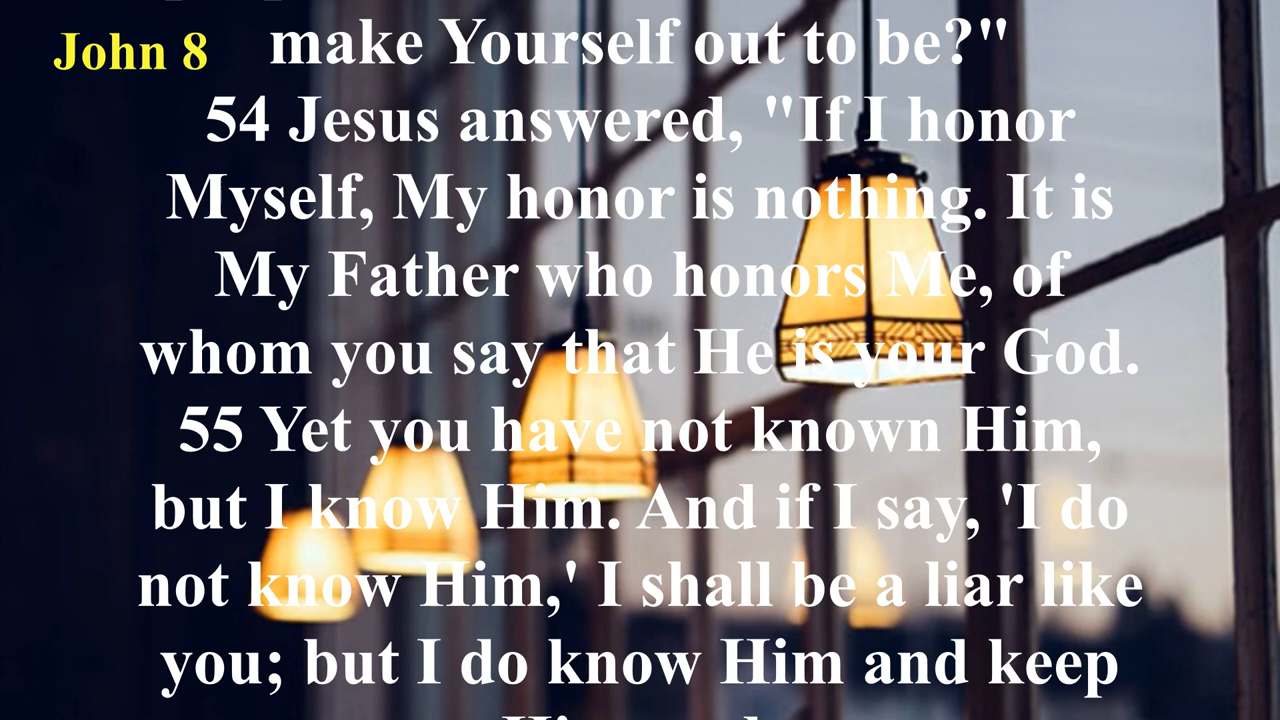 John 8
make Yourself out to be?"
54 Jesus answered, "If I honor
Myself, My honor is nothing. It is
My Father who honors Me, of
whom you say that He is your God.
55 Yet you have not known Him,
but I know Him. And if I say, 'I do
not know Him,' I shall be a liar like
you; but I do know Him and keep